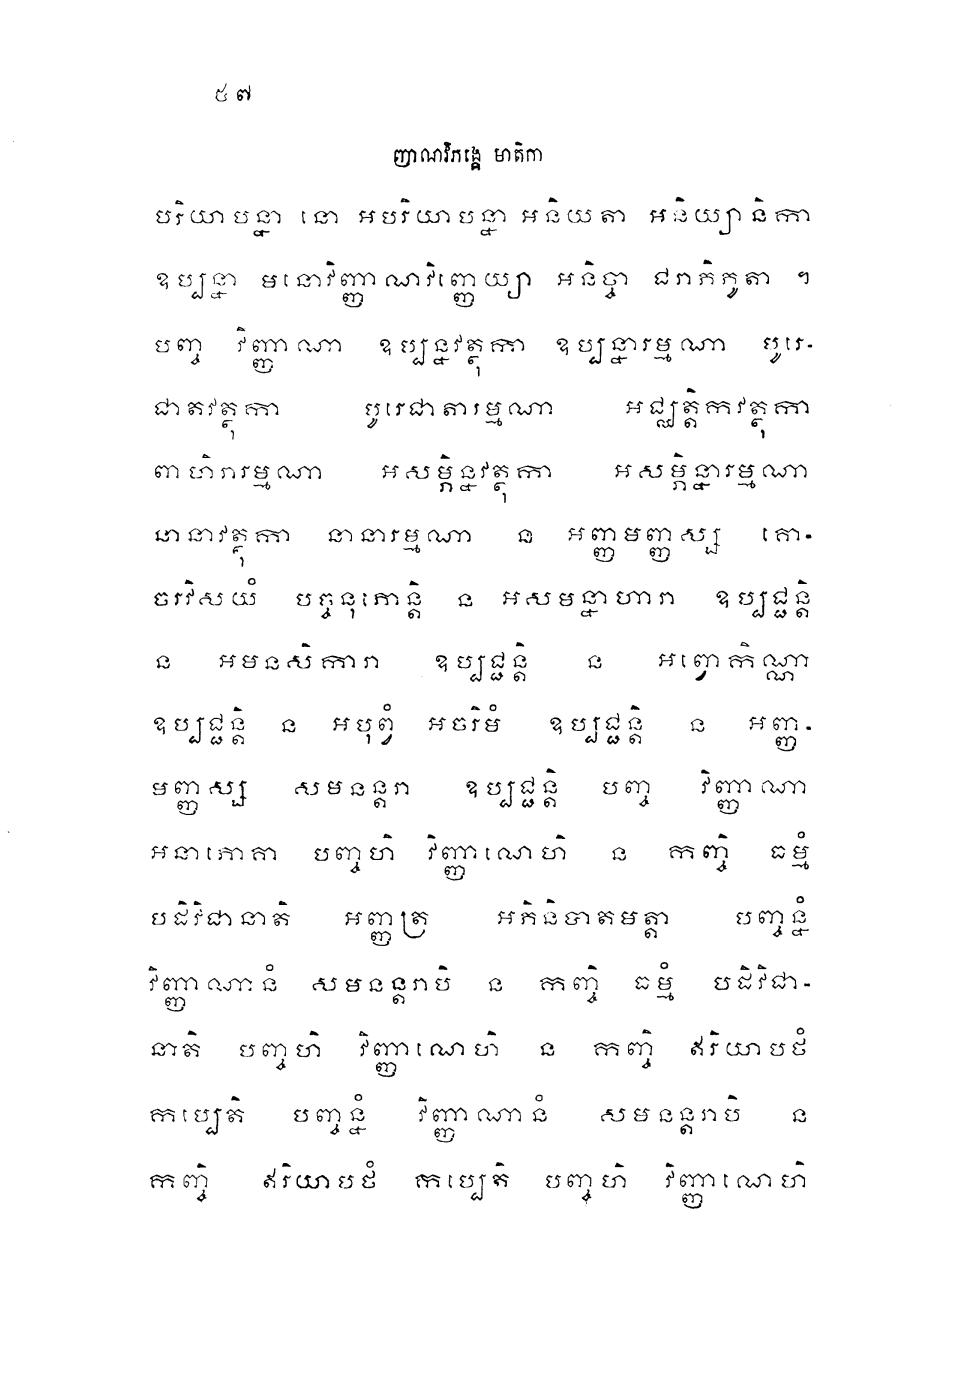 ៥៧
ញាណវិភង្គេ មាតិកា
បរិយាបន្នា នោ អបរិយាបន្នា អនិយតា អនិយ្យានិកា
ឧប្បន្នា មនោវិញ្ញាណវិញ្ញេយ្យា អនិច្ចា ជរាភិភូតា ។
បញ្ច វិញ្ញាណា ឧប្បន្នវត្ថុកា ឧប្បន្នារម្មណា បុរេ-
ជាតវត្ថុកា បុរេជាតារម្មណា អជ្ឈត្តិកវត្ថុកា
ពាហិរារម្មណា អសម្ភិន្នវត្ថុកា អសម្ភិន្នារម្មណា
នានាវត្ថុកា នានារម្មណា ន អញ្ញមញ្ញស្ស គោ-
ចរវិសយំ បច្ចនុភោន្តិ ន អសមន្នាហារា ឧប្បជ្ជន្តិ
ន អមនសិការា ឧប្បជ្ជន្តិ ន អព្វោកិណ្ណា
ឧប្បជ្ជន្តិ ន អបុព្វំ អចរិមំ ឧប្បជ្ជន្តិ ន អញ្ញ-
មញ្ញស្ស សមនន្តរា ឧប្បជ្ជន្តិ បញ្ច វិញ្ញាណា
អនាភោគា បញ្ចហិ វិញ្ញាណេហិ ន កញ្ចិ ធម្មំ
បដិវិជានាតិ អញ្ញត្រ អភិនិបាតមត្តា បញ្ចន្នំ
វិញ្ញាណានំ សមនន្តរាបិ ន កញ្ចិ ធម្មំ បដិវិជា-
នាតិ បញ្ចហិ វិញ្ញាណេហិ ន កញ្ចិ ឥរិយាបថំ
កប្បេតិ បញ្ចន្នំ វិញ្ញាណានំ សមនន្តរាបិ ន
កញ្ចិ ឥរិយាបថំ កប្បេតិ បញ្ចហិ វិញ្ញាណេហិ